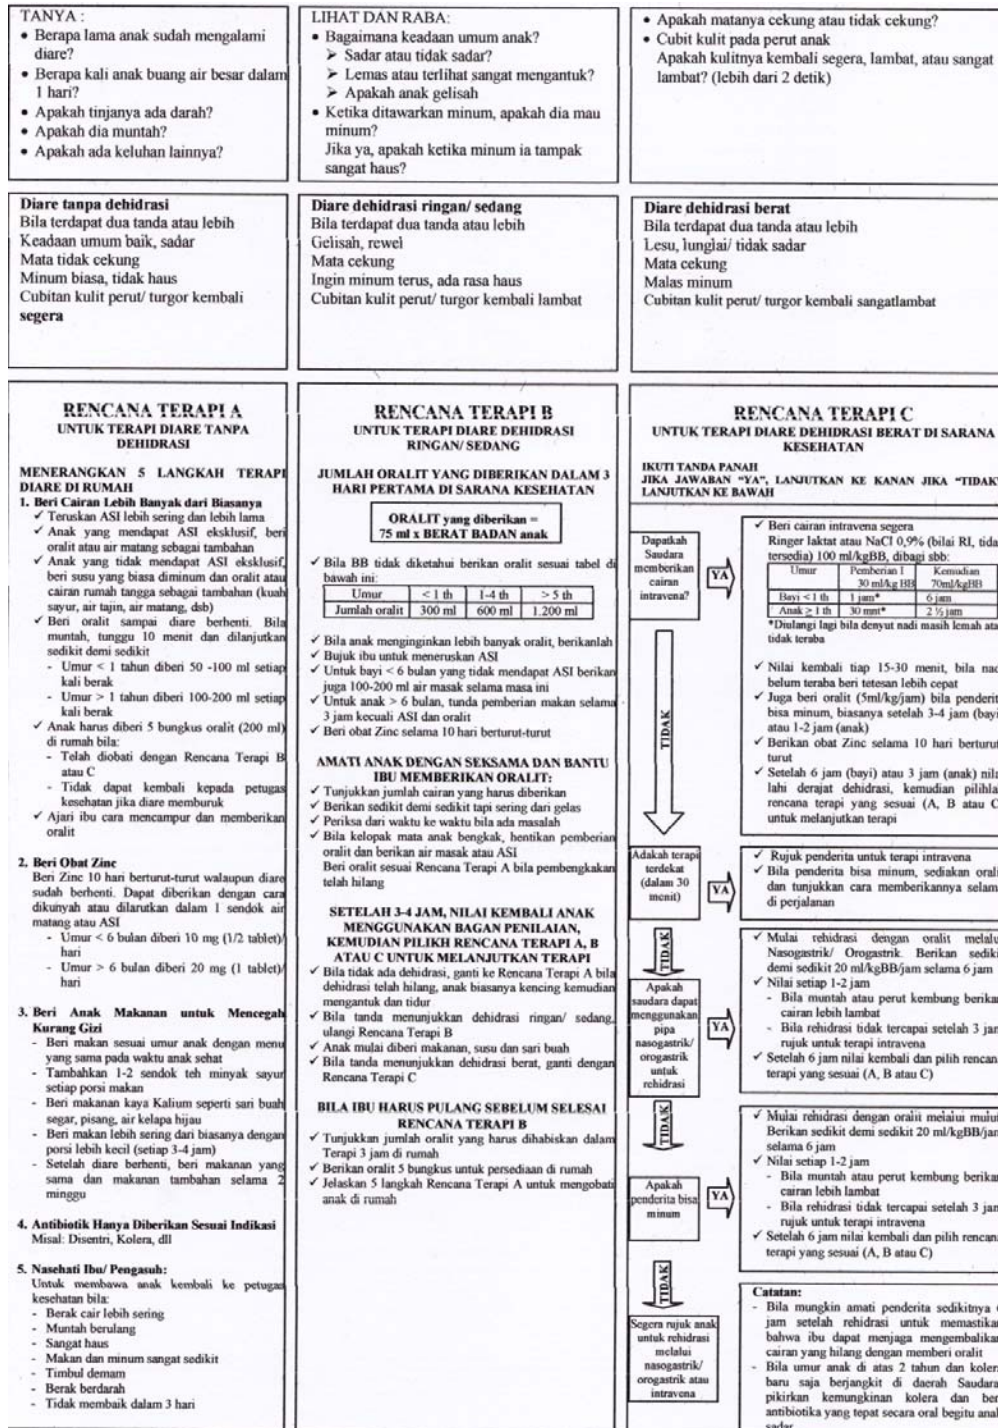 TANYA :
• Berapa lama anak sudah mengalami
diare?
• Berapa kali anak buang air besar dalam
1 hari?
• Apakah tinjanya ada darah?
• Apakah dia muntah?
• Apakah ada keluhan lainnya?
LIHAT DAN RABA:
• Bagaimana keadaan umum anak?
➢ Sadar atau tidak sadar?
➢ Lemas atau terlihat sangat mengantuk?
➢ Apakah anak gelisah
• Ketika ditawarkan minum, apakah dia mau
minum?
Jika ya, apakah ketika minum ia tampak
sangat haus?
• Apakah matanya cekung atau tidak cekung?
• Cubit kulit pada perut anak
Apakah kulitnya kembali segera, lambat, atau sangat
lambat? (lebih dari 2 detik)
Diare tanpa dehidrasi
Bila terdapat dua tanda atau lebih
Keadaan umum baik, sadar
Mata tidak cekung
Minum biasa, tidak haus
Cubitan kulit perut/ turgor kembali
segera
Diare dehidrasi ringan/ sedang
Bila terdapat dua tanda atau lebih
Gelisah, rewel
Mata cekung
Ingin minum terus, ada rasa haus
Cubitan kulit perut/ turgor kembali lambat
Diare dehidrasi berat
Bila terdapat dua tanda atau lebih
Lesu, lunglai/ tidak sadar
Mata cekung
Malas minum
Cubitan kulit perut/ turgor kembali sangatlambat
RENCANA TERAPI A
UNTUK TERAPI DIARE TANPA
DEHIDRASI
MENERANGKAN 5 LANGKAH TERAPI
DIARE DI RUMAH
1. Beri Cairan Lebih Banyak dari Biasanya
✓ Teruskan ASI lebih sering dan lebih lama
✓ Anak yang mendapat ASI eksklusif, beri
oralit atau air matang sebagai tambahan
✓ Anak yang tidak mendapat ASI eksklusif,
beri susu yang biasa diminum dan oralit atau
cairan rumah tangga sebagai tambahan (kuah
sayur, air tajin, air matang, dsb)
✓ Beri oralit sampai diare berhenti. Bila
muntah, tunggu 10 menit dan dilanjutkan
sedikit demi sedikit
- Umur < 1 tahun diberi 50 -100 ml setiap
kali berak
- Umur > 1 tahun diberi 100-200 ml setiap
kali berak
✓ Anak harus diberi 5 bungkus oralit (200 ml)
di rumah bila:
- Telah diobati dengan Rencana Terapi B
atau C
- Tidak dapat kembali kepada petugas
kesehatan jika diare memburuk
✓ Ajari ibu cara mencampur dan memberikan
oralit
2. Beri Obat Zinc
Beri Zinc 10 hari berturut-turut walaupun diare
sudah berhenti. Dapat diberikan dengan cara
dikunyah atau dilarutkan dalam 1 sendok air
matang atau ASI
- Umur < 6 bulan diberi 10 mg (1/2 tablet)/
hari
- Umur > 6 bulan diberi 20 mg (1 tablet)/
hari
3. Beri Anak Makanan untuk Mencegah
Kurang Gizi
- Beri makan sesuai umur anak dengan menu
yang sama pada waktu anak sehat
- Tambahkan 1-2 sendok teh minyak sayur
setiap porsi makan
- Beri makanan kaya Kalium seperti sari buah
segar, pisang, air kelapa hijau
- Beri makan lebih sering dari biasanya dengan
porsi lebih kecil (setiap 3-4 jam)
- Setelah diare berhenti, beri makanan yang
sama dan makanan tambahan selama 2
minggu
4. Antibiotik Hanya Diberikan Sesuai Indikasi
Misal: Disentri, Kolera, dll
5. Nasehati Ibu/ Pengasuh:
Untuk membawa anak kembali ke petugas
kesehatan bila:
- Berak cair lebih sering
- Muntah berulang
- Sangat haus
- Makan dan minum sangat sedikit
- Timbul demam
- Berak berdarah
- Tidak membaik dalam 3 hari
RENCANA TERAPI B
UNTUK TERAPI DIARE DEHIDRASI
RINGAN/ SEDANG
JUMLAH ORALIT YANG DIBERIKAN DALAM 3
HARI PERTAMA DI SARANA KESEHATAN
ORALIT yang diberikan =
75 ml x BERAT BADAN anak
✓ Bila BB tidak diketahui berikan oralit sesuai tabel di
bawah ini:
Umur < 1 th 1-4 th > 5 th
Jumlah oralit 300 ml 600 ml 1.200 ml
✓ Bila anak menginginkan lebih banyak oralit, berikanlah
✓ Bujuk ibu untuk meneruskan ASI
✓ Untuk bayi < 6 bulan yang tidak mendapat ASI berikan
juga 100-200 ml air masak selama masa ini
✓ Untuk anak > 6 bulan, tunda pemberian makan selama
3 jam kecuali ASI dan oralit
✓ Beri obat Zinc selama 10 hari berturut-turut
AMATI ANAK DENGAN SEKSAMA DAN BANTU
IBU MEMBERIKAN ORALIT:
✓ Tunjukkan jumlah cairan yang harus diberikan
✓ Berikan sedikit demi sedikit tapi sering dari gelas
✓ Periksa dari waktu ke waktu bila ada masalah
✓ Bila kelopak mata anak bengkak, hentikan pemberian
oralit dan berikan air masak atau ASI
Beri oralit sesuai Rencana Terapi A bila pembengkakan
telah hilang
SETELAH 3-4 JAM, NILAI KEMBALI ANAK
MENGGUNAKAN BAGAN PENILAIAN,
KEMUDIAN PILIKH RENCANA TERAPI A, B
ATAU C UNTUK MELANJUTKAN TERAPI
✓ Bila tidak ada dehidrasi, ganti ke Rencana Terapi A bila
dehidrasi telah hilang, anak biasanya kencing kemudian
mengantuk dan tidur
✓ Bila tanda menunjukkan dehidrasi ringan/ sedang,
ulangi Rencana Terapi B
✓ Anak mulai diberi makanan, susu dan sari buah
✓ Bila tanda menunjukkan dehidrasi berat, ganti dengan
Rencana Terapi C
BILA IBU HARUS PULANG SEBELUM SELESAI
RENCANA TERAPI B
✓ Tunjukkan jumlah oralit yang harus dihabiskan dalam
Terapi 3 jam di rumah
✓ Berikan oralit 5 bungkus untuk persediaan di rumah
✓ Jelaskan 5 langkah Rencana Terapi A untuk mengobati
anak di rumah
RENCANA TERAPI C
UNTUK TERAPI DIARE DEHIDRASI BERAT DI SARANA
KESEHATAN
IKUTI TANDA PANAH
JIKA JAWABAN "YA", LANJUTKAN KE KANAN JIKA "TIDAK"
LANJUTKAN KE BAWAH
Dapatkah
Saudara
memberikan
cairan
intravena?
YA
✓ Beri cairan intravena segera
Ringer laktat atau NaCl 0,9% (bilai RL tida
tersedia) 100 ml/kgBB, dibagi sbb:
Umur Pemberian I Kemudian
30 ml/kg BB 70ml/kgBB
Bayi < 1 th 1 jam* 6 jam
Anak ≥ 1 th 30 mnt* 2 ½ jam
*Diulangi lagi bila denyut nadi masih lemah ata
tidak teraba
✓ Nilai kembali tiap 15-30 menit, bila nad
belum teraba beri tetesan lebih cepat
✓ Juga beri oralit (5ml/kg/jam) bila penderit
bisa minum, biasanya setelah 3-4 jam (bayi
atau 1-2 jam (anak)
✓ Berikan obat Zinc selama 10 hari berturut
turut
✓ Setelah 6 jam (bayi) atau 3 jam (anak) nila
lahi derajat dehidrasi, kemudian pilihla
rencana terapi yang sesuai (A, B atau C
untuk melanjutkan terapi
TIDAK
Adakah terapi
terdekat
(dalam 30
menit)
YA
✓ Rujuk penderita untuk terapi intravena
✓ Bila penderita bisa minum, sediakan orali
dan tunjukkan cara memberikannya selam
di perjalanan
TIDAK
Apakah
saudara dapat
menggunakan
pipa
nasogastrik/
orogastrik
untuk
rehidrasi
YA
✓ Mulai rehidrasi dengan oralit melalu
Nasogastrik/ Orogastrik. Berikan sediki
demi sedikit 20 ml/kgBB/jam selama 6 jam
✓ Nilai setiap 1-2 jam
- Bila muntah atau perut kembung berikan
cairan lebih lambat
- Bila rehidrasi tidak tercapai setelah 3 jam
rujuk untuk terapi intravena
✓ Setelah 6 jam nilai kembali dan pilih rencan
terapi yang sesuai (A, B atau C)
TIDAK
Apakah
penderita bisa
minum
YA
✓ Mulai rehidrasi dengan oralit melalui mulut
Berikan sedikit demi sedikit 20 ml/kgBB/jam
selama 6 jam
✓ Nilai setiap 1-2 jam
- Bila muntah atau perut kembung berikan
cairan lebih lambat
- Bila rehidrasi tidak tercapai setelah 3 jam
rujuk untuk terapi intravena
✓ Setelah 6 jam nilai kembali dan pilih rencan
terapi yang sesuai (A, B atau C)
TIDAK
Segera rujuk anak
untuk rehidrasi
melalui
nasogastrik/
orogastrik atau
intravena
Catatan:
- Bila mungkin amati penderita sedikitnya
jam setelah rehidrasi untuk memastikan
bahwa ibu dapat menjaga mengembalikan
cairan yang hilang dengan memberi oralit
- Bila umur anak di atas 2 tahun dan koler
baru saja berjangkit di daerah Saudara
pikirkan kemungkinan kolera dan beri
antibiotika yang tepat secara oral begitu anak
sadar